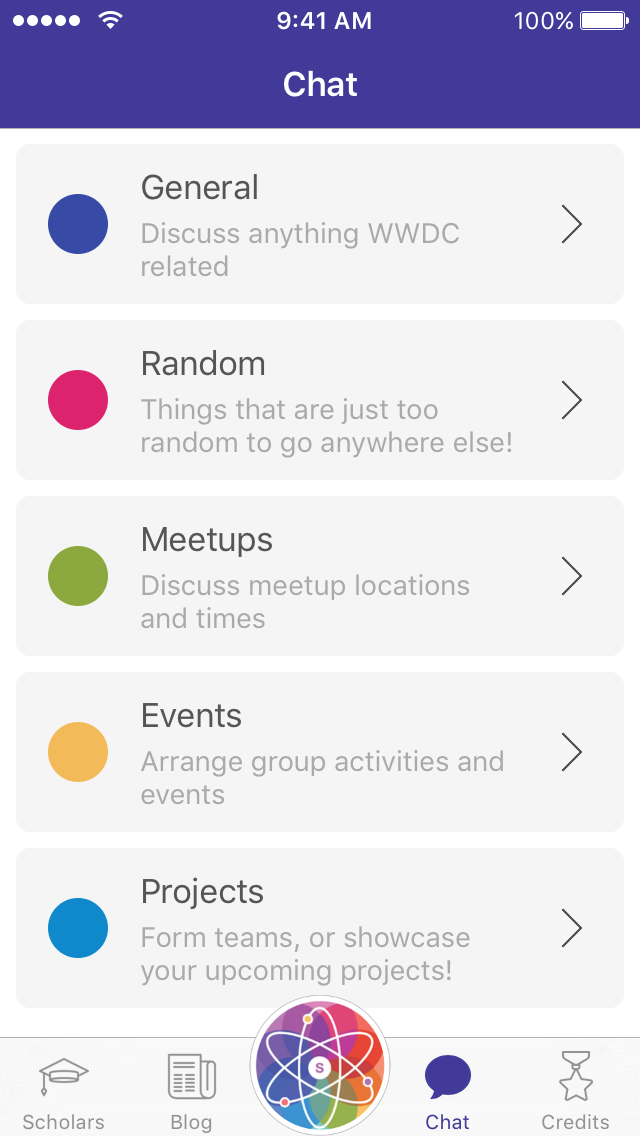 9:41 AM 100%
Chat
General
Discuss anything WWDC
related
Random
Things that are just too
random to go anywhere else!
Meetups
Discuss meetup locations
and times
Events
Arrange group activities and
events
Projects
Form teams, or showcase
your upcoming projects!
S
Scholars Blog Chat Credits